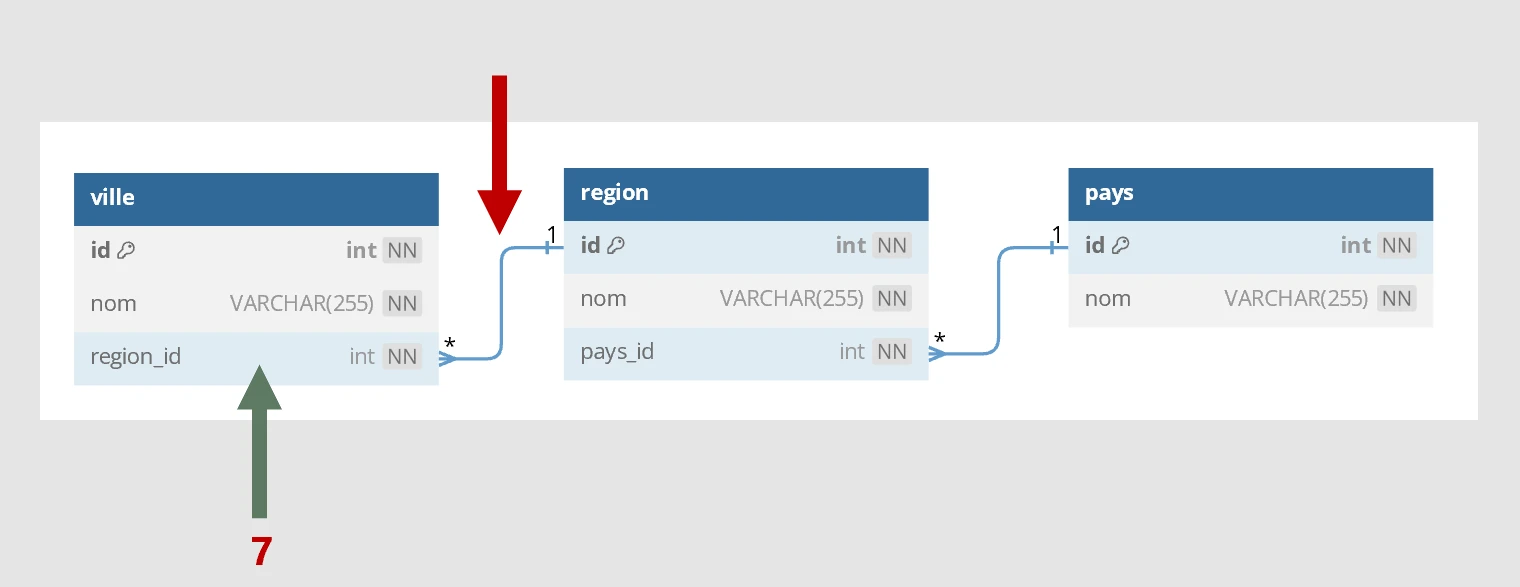 ville
id int NN
nom VARCHAR(255) NN
region_id int NN
*
1
region
id int NN
nom VARCHAR(255) NN
pays_id int NN
*
1
pays
id int NN
nom VARCHAR(255) NN
7